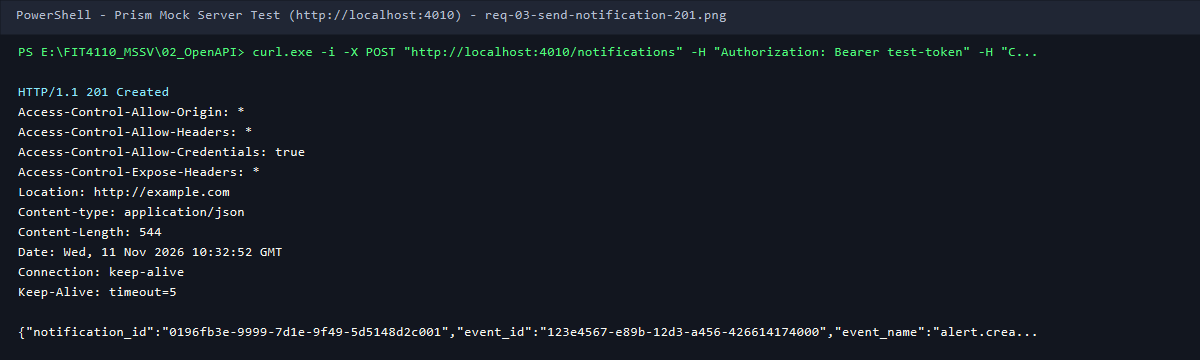 PowerShell - Prism Mock Server Test (http://localhost:4010) - req-03-send-notification-201.png
PS E:\FIT4110_MSSV\02_OpenAPI> curl.exe -i -X POST "http://localhost:4010/notifications" -H "Authorization: Bearer test-token" -H "C...
HTTP/1.1 201 Created
Access-Control-Allow-Origin: *
Access-Control-Allow-Headers: *
Access-Control-Allow-Credentials: true
Access-Control-Expose-Headers: *
Location: http://example.com
Content-type: application/json
Content-Length: 544
Date: Wed, 11 Nov 2026 10:32:52 GMT
Connection: keep-alive
Keep-Alive: timeout=5
{"notification_id":"0196fb3e-9999-7d1e-9f49-5d5148d2c001","event_id":"123e4567-e89b-12d3-a456-426614174000","event_name":"alert.crea...